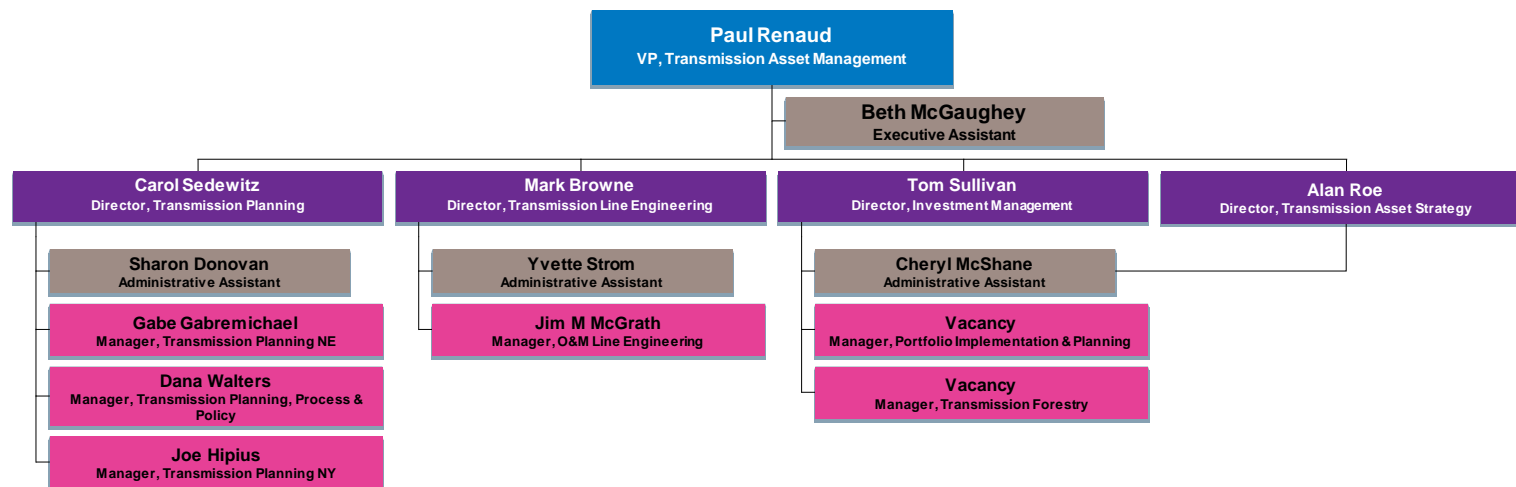 Paul Renaud
VP, Transmission Asset Management
Beth McGaughey
Executive Assistant
Carol Sedewitz
Director, Transmission Planning
Mark Browne
Director, Transmission Line Engineering
Tom Sullivan
Director, Investment Management
Alan Roe
Director, Transmission Asset Strategy
Sharon Donovan
Administrative Assistant
Yvette Strom
Administrative Assistant
Cheryl McShane
Administrative Assistant
Gabe Gabremichael
Manager, Transmission Planning NE
Jim M McGrath
Manager, O&M Line Engineering
Vacancy
Manager, Portfolio Implementation & Planning
Dana Walters
Manager, Transmission Planning, Process &
Policy
Vacancy
Manager, Transmission Forestry
Joe Hipius
Manager, Transmission Planning NY